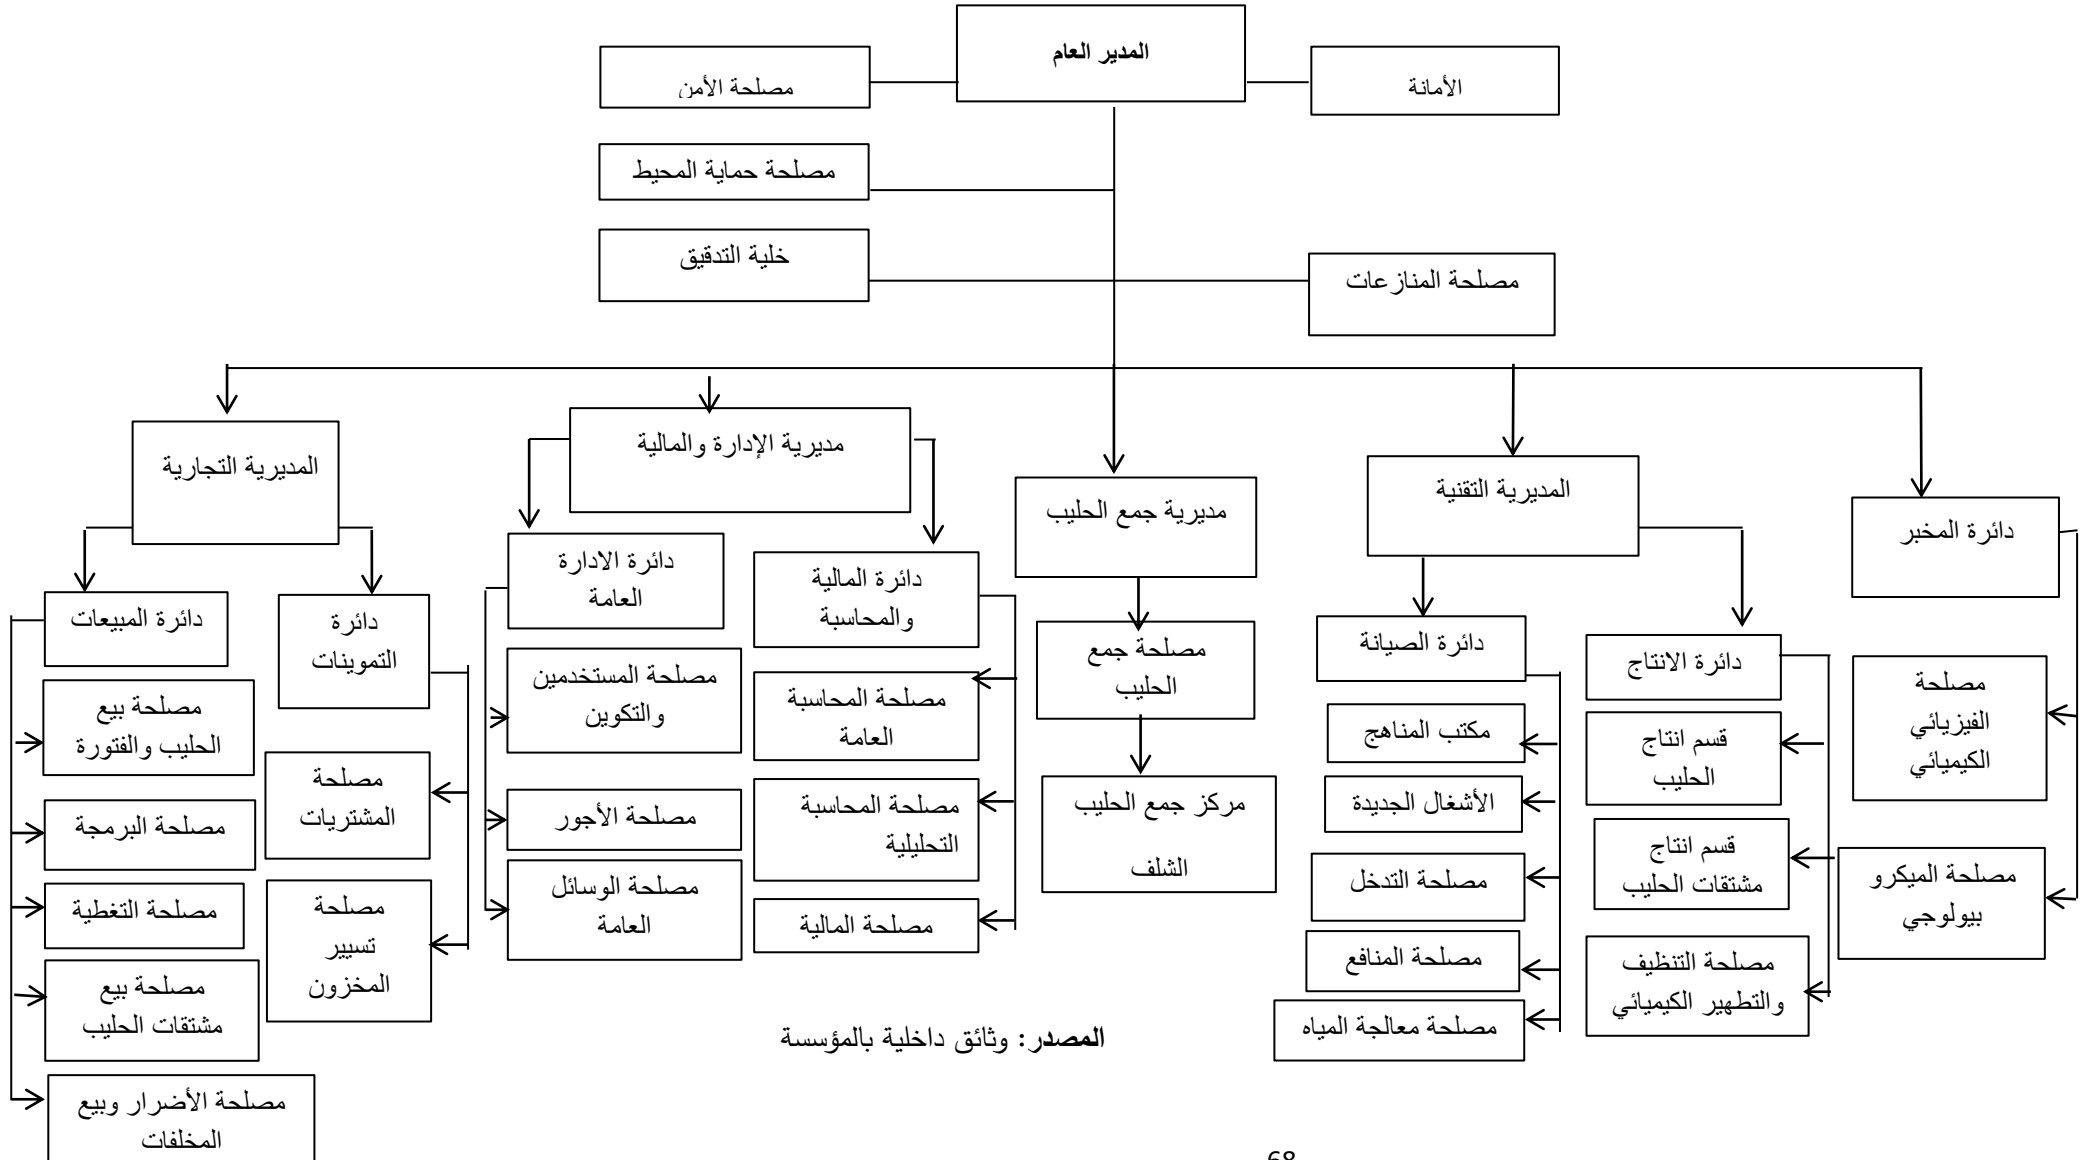 المدير العام
الأمانة
مصلحة الأمن
مصلحة حماية المحيط
خلية التدقيق
مصلحة المنازعات
دائرة المخبر
مصلحة
الفيزيائي
الكيميائي
مصلحة الميكرو
بيولوجي
المديرية التقنية
دائرة الانتاج
قسم انتاج
الحليب
قسم انتاج
مشتقات الحليب
مصلحة التنظيف
والتطهير الكيميائي
دائرة الصيانة
مكتب المناهج
الأشغال الجديدة
مصلحة التدخل
مصلحة المنافع
مصلحة معالجة المياه
مديرية جمع الحليب
مصلحة جمع
الحليب
مركز جمع الحليب
الشلف
مديرية الإدارة والمالية
دائرة المالية
والمحاسبة
مصلحة المحاسبة
العامة
مصلحة المحاسبة
التحليلية
مصلحة المالية
دائرة الادارة
العامة
مصلحة المستخدمين
والتكوين
مصلحة الأجور
مصلحة الوسائل
العامة
المديرية التجارية
دائرة
التموينات
مصلحة
المشتريات
مصلحة
تسيير
المخزون
دائرة المبيعات
مصلحة بيع
الحليب والفتورة
مصلحة البرمجة
مصلحة التغطية
مصلحة بيع
مشتقات الحليب
مصلحة الأضرار وبيع
المخلفات
المصدر: وثائق داخلية بالمؤسسة
68